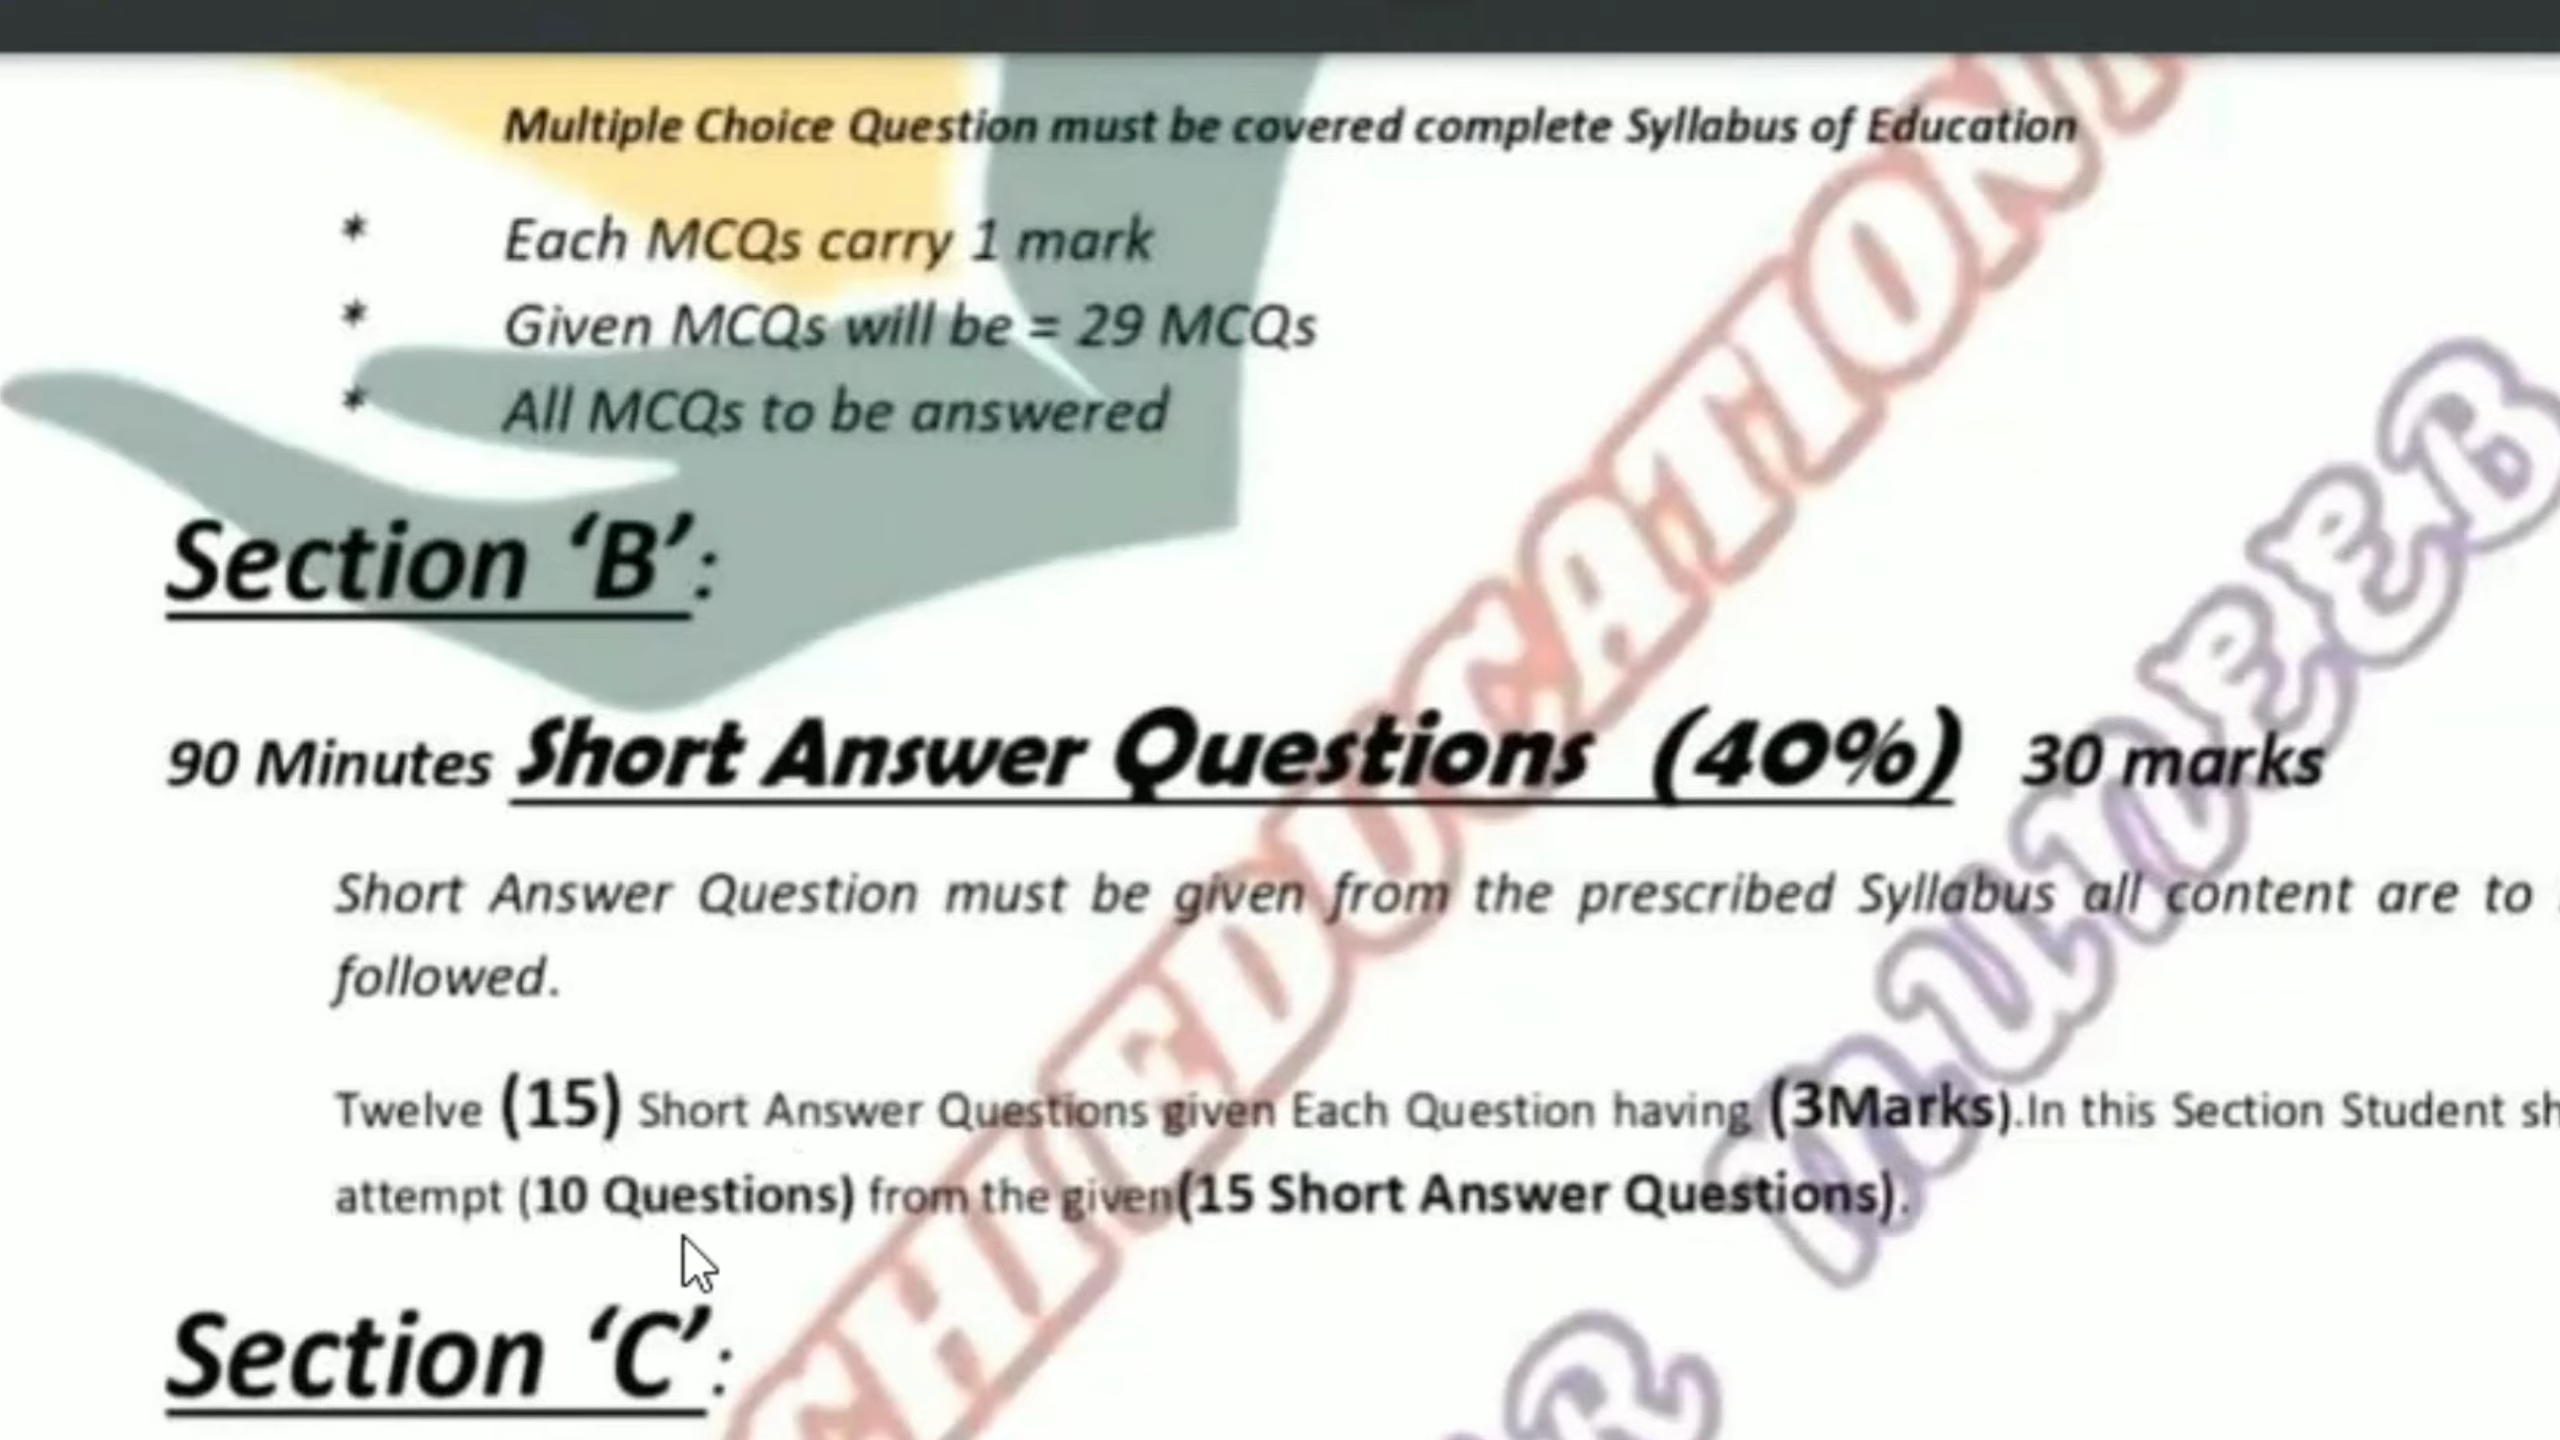 Multiple Choice Question must be covered complete Syllabus of Education
* Each MCQs carry 1 mark
* Given MCQs will be = 29 MCQs
* All MCQs to be answered
Section ‘B’:
90 Minutes Short Answer Questions (40%) 30 marks
Short Answer Question must be given from the prescribed Syllabus all content are to
followed.
Twelve (15) Short Answer Questions given Each Question having (3Marks).In this Section Student
attempt (10 Questions) from the given(15 Short Answer Questions).
Section ‘C’:
MUNEEB